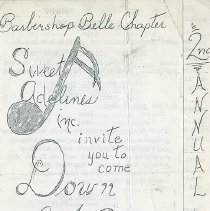 Barbershop Belle Chapter
Sweet
Adelines
Inc.
invite
you to
come
Down
2nd
ANNUAL